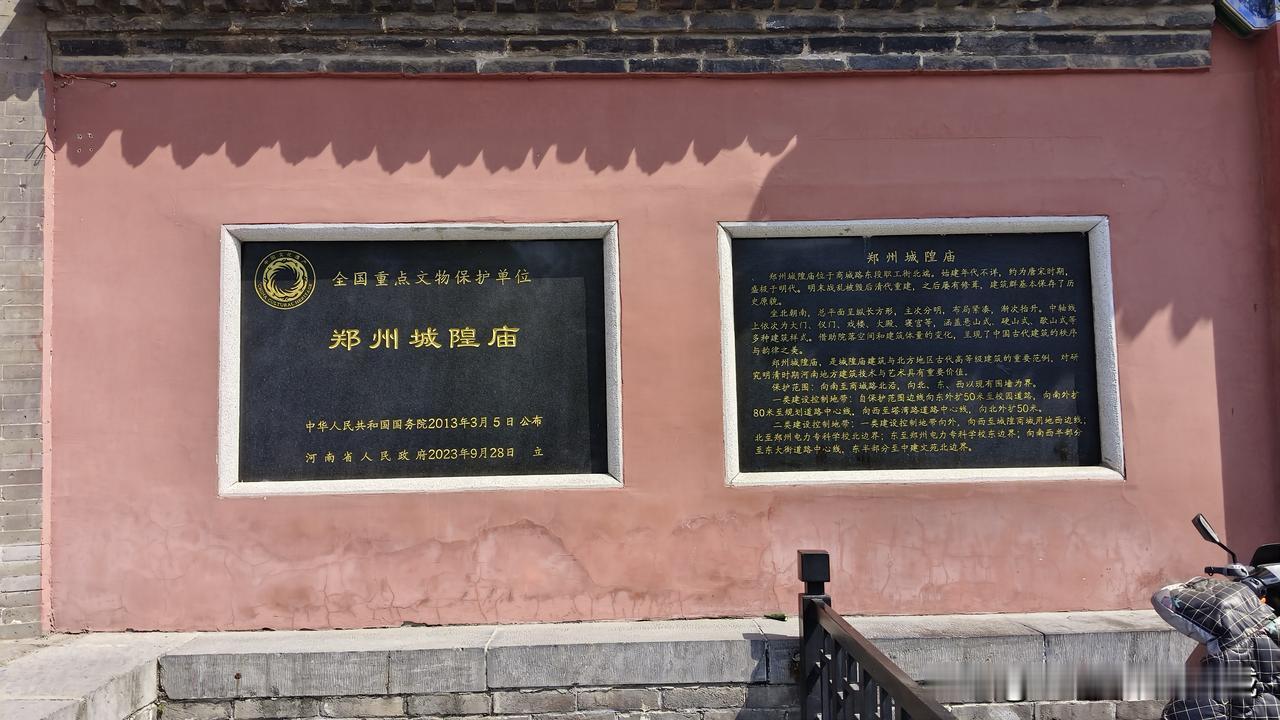 全国重点文物保护单位
郑州城隍庙
中华人民共和国国务院2013年3月5日公布
河南省人民政府2023年9月28日 立
郑州城隍庙
郑州城隍庙位于商城路东段职工街北端。始建年代不详，约为唐宋时期，
盛极于明代。明末战乱被毁后清代重建，之后屡有修葺，建筑群基本保存了历
史原貌。
坐北朝南，总平面呈纵长方形，主次分明，布局紧凑，渐次抬升。中轴线
上依次为大门、仪门、戏楼、大殿、寝宫等，涵盖悬山式、硬山式、歇山式等
多种建筑样式。借助院落空间和建筑体量的变化，呈现了中国古代建筑的秩序
与韵律之美。
郑州城隍庙，是城隍庙建筑与北方地区古代高等级建筑的重要范例，对研
究明清时期河南地方建筑技术与艺术具有重要价值。
保护范围：向南至商城路北沿，向北、东、西以现有围墙为界。
一类建设控制地带：自保护范围边线向东外扩50米至校园道路，向南外扩
80米至规划道路中心线，向西至塔湾路道路中心线，向北外扩50米。
二类建设控制地带：一类建设控制地带向外，向西至城隍商城用地西边线；
北至郑州电力专科学校北边界；东至郑州电力专科学校东边界；向南西半部分
至东大街道路中心线，东半部分至中建文苑北边界。